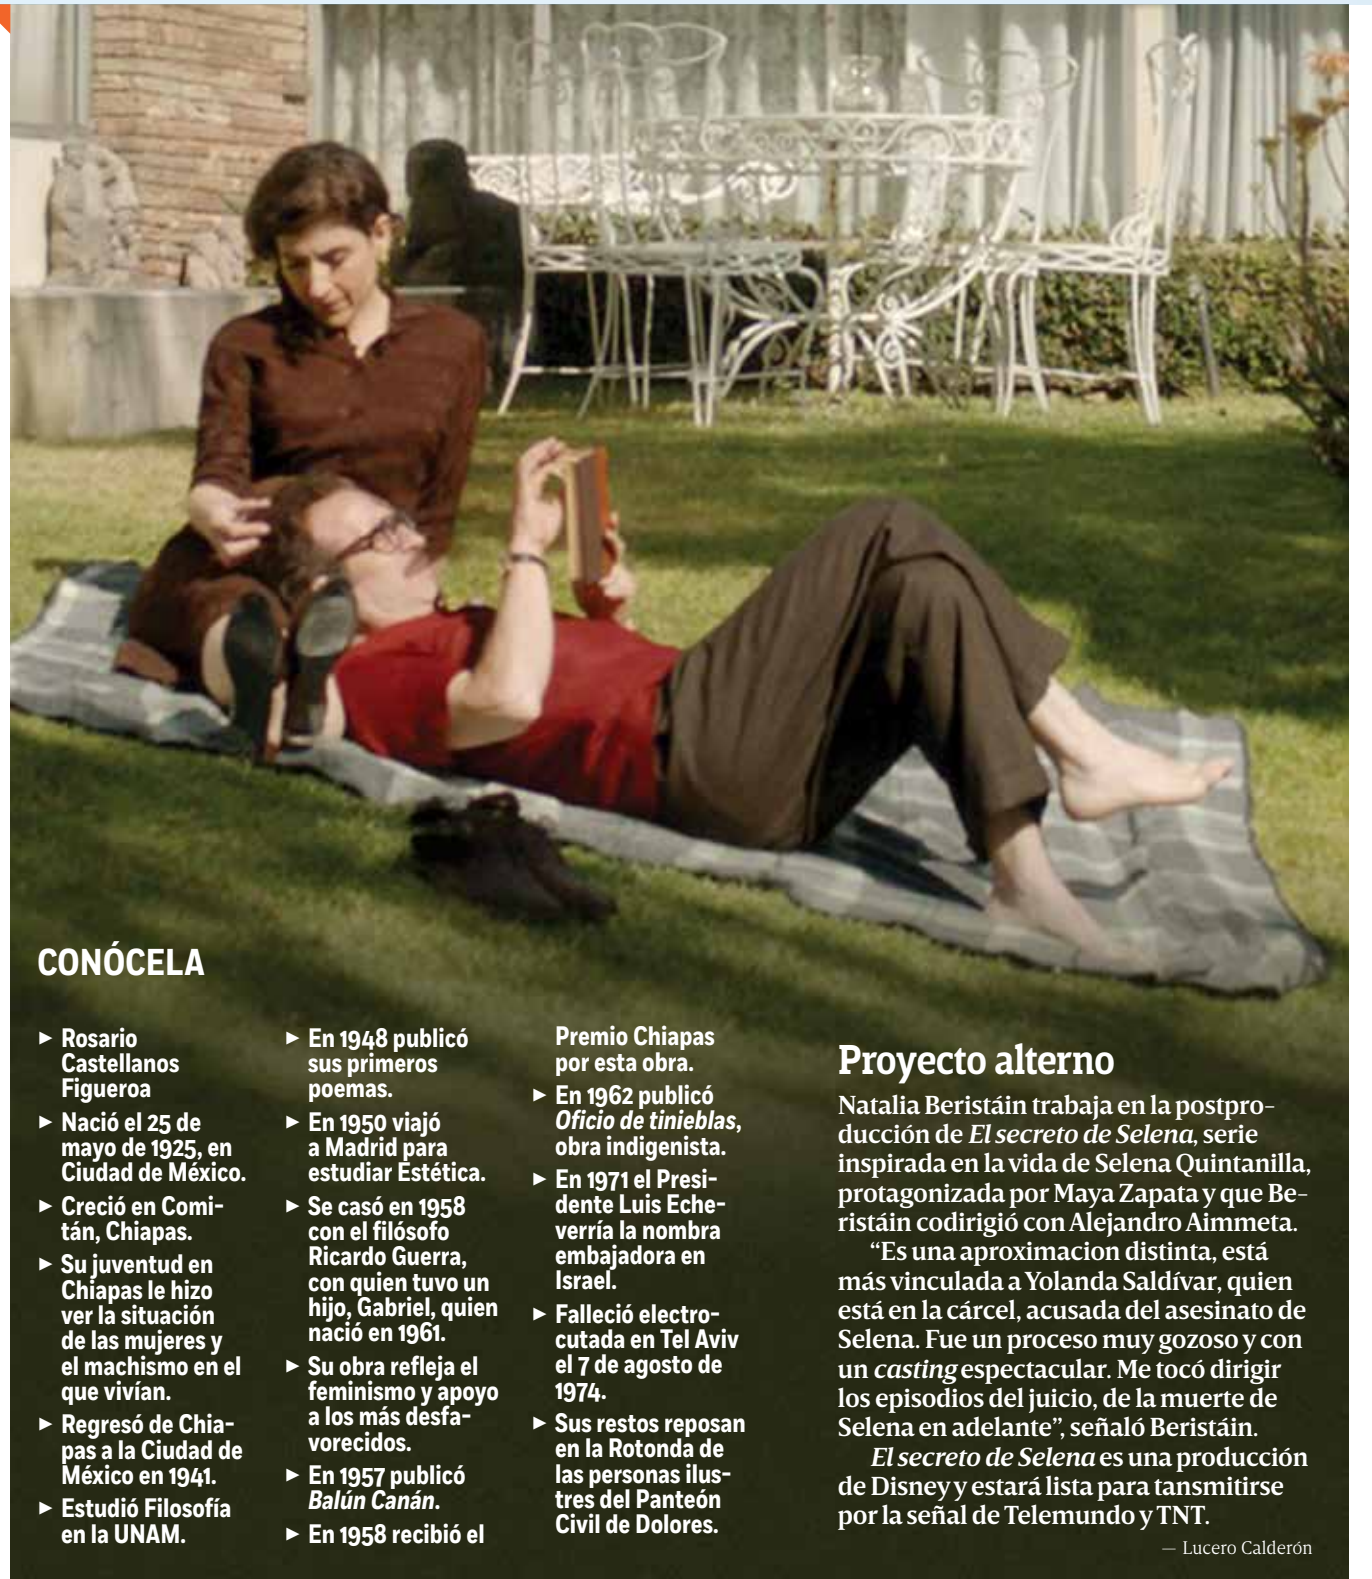 CONÓCELA
► Rosario
Castellanos
Figueroa
► Nació el 25 de
mayo de 1925, en
Ciudad de México.
► Creció en Comi-
tán, Chiapas.
► Su juventud en
Chiapas le hizo
ver la situación
de las mujeres y
el machismo en el
que vivían.
► Regresó de Chia-
pas a la Ciudad de
México en 1941.
► Estudió Filosofía
en la UNAM.
► En 1948 publicó
sus primeros
poemas.
► En 1950 viajó
a Madrid para
estudiar Estética.
► Se casó en 1958
con el filósofo
Ricardo Guerra,
con quien tuvo un
hijo, Gabriel, quien
nació en 1961.
► Su obra refleja el
feminismo y apoyo
a los más desfa-
vorecidos.
► En 1957 publicó
Balún Canán.
► En 1958 recibió el
Premio Chiapas
por esta obra.
► En 1962 publicó
Oficio de tinieblas,
obra indigenista.
► En 1971 el Presi-
dente Luis Eche-
verría la nombra
embajadora en
Israel.
► Falleció electro-
cutada en Tel Aviv
el 7 de agosto de
1974.
► Sus restos reposan
en la Rotonda de
las personas ilus-
tres del Panteón
Civil de Dolores.
Proyecto alterno
Natalia Beristáin trabaja en la postpro-
ducción de El secreto de Selena, serie
inspirada en la vida de Selena Quintanilla,
protagonizada por Maya Zapata y que Be-
ristáin codirigió con Alejandro Aimmeta.
“Es una aproximacion distinta, está
más vinculada a Yolanda Saldívar, quien
está en la cárcel, acusada del asesinato de
Selena. Fue un proceso muy gozoso y con
un casting espectacular. Me tocó dirigir
los episodios del juicio, de la muerte de
Selena en adelante”, señaló Beristáin.
El secreto de Selena es una producción
de Disney y estará lista para tansmitirse
por la señal de Telemundo y TNT.
— Lucero Calderón